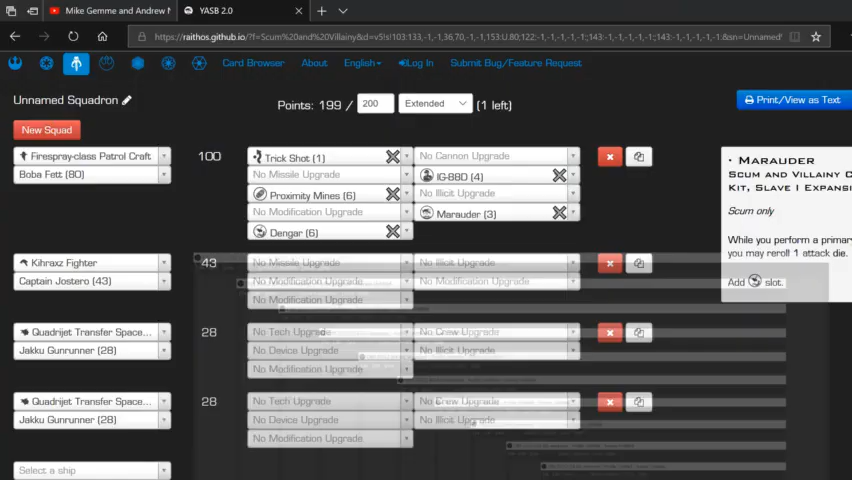 Mike Gemme and Andrew M
YASB 2.0
https://raithos.github.io/?f=Scum%20and%20Villainy&d=v5!s!103:133,-1,-1,36,70,-1,-1,153:U.80;122:-1,-1,-1,-1,-1:;143:-1,-1,-1,-1,-1:;143:-1,-1,-1,-1,-1:&sn=Unnamed
Card Browser About English Log In Submit Bug/Feature Request
Unnamed Squadron Points: 199 / 200 Extended (1 left) Print/View as Text
New Squad
Firespray-class Patrol Craft 100 Trick Shot (1) No Cannon Upgrade
Boba Fett (80) No Missile Upgrade IG-88D (4)
Proximity Mines (6) No Illicit Upgrade
No Modification Upgrade Marauder (3)
Dengar (6)
· Marauder
Scum and Villainy C
Kit, Slave I Expansi
Scum only
While you perform a primary
you may reroll 1 attack die.
Add slot.
Kihraxz Fighter 43 No Missile Upgrade No Illicit Upgrade
Captain Jostero (43) No Modification Upgrade No Modification Upgrade
No Modification Upgrade
Quadrijet Transfer Space... 28 No Tech Upgrade No Crew Upgrade
Jakku Gunrunner (28) No Device Upgrade No Illicit Upgrade
No Modification Upgrade
Quadrijet Transfer Space... 28 No Tech Upgrade No Crew Upgrade
Jakku Gunrunner (28) No Device Upgrade No Illicit Upgrade
No Modification Upgrade
Select a ship